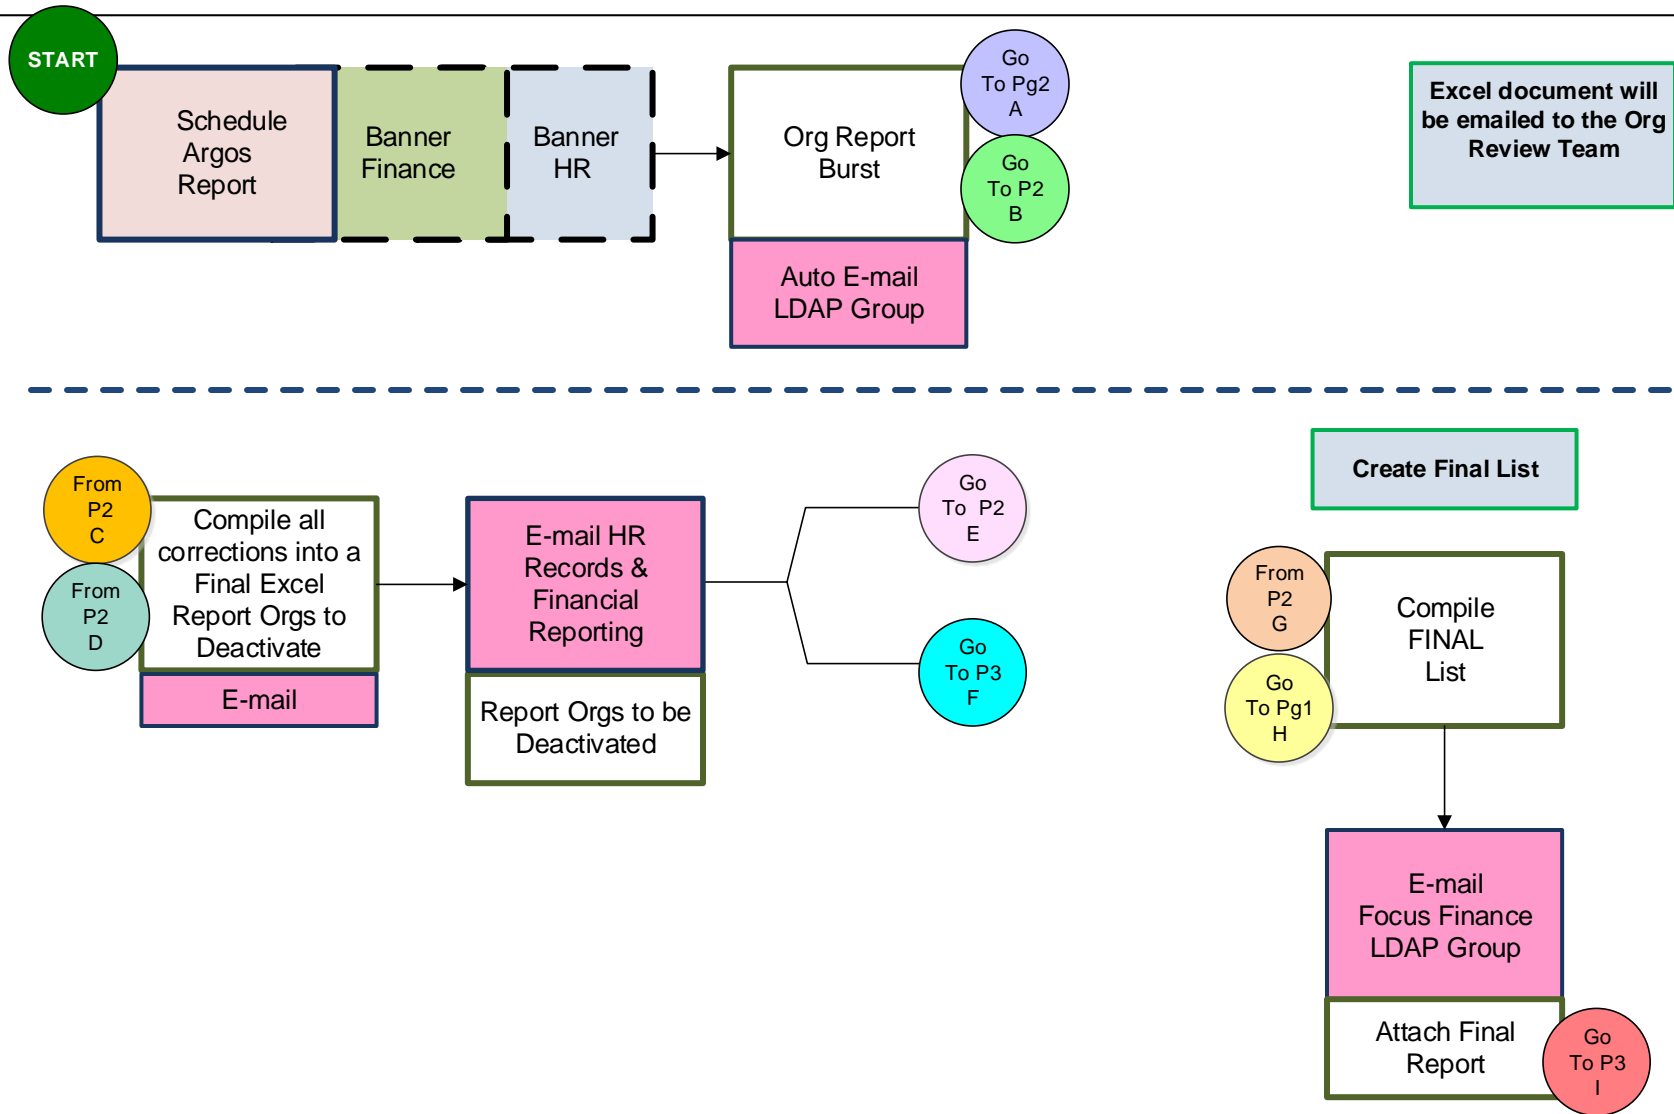 START
Schedule
Argos
Report
Banner
Finance
Banner
HR
Org Report
Burst
Go
To Pg2
A
Go
To P2
B
Auto E-mail
LDAP Group
Excel document will
be emailed to the Org
Review Team
From
P2
C
From
P2
D
Compile all
corrections into a
Final Excel
Report Orgs to
Deactivate
E-mail
E-mail HR
Records &
Financial
Reporting
Report Orgs to be
Deactivated
Go
To P2
E
Go
To P3
F
Create Final List
From
P2
G
Go
To Pg1
H
Compile
FINAL
List
E-mail
Focus Finance
LDAP Group
Attach Final
Report
Go
To P3
I